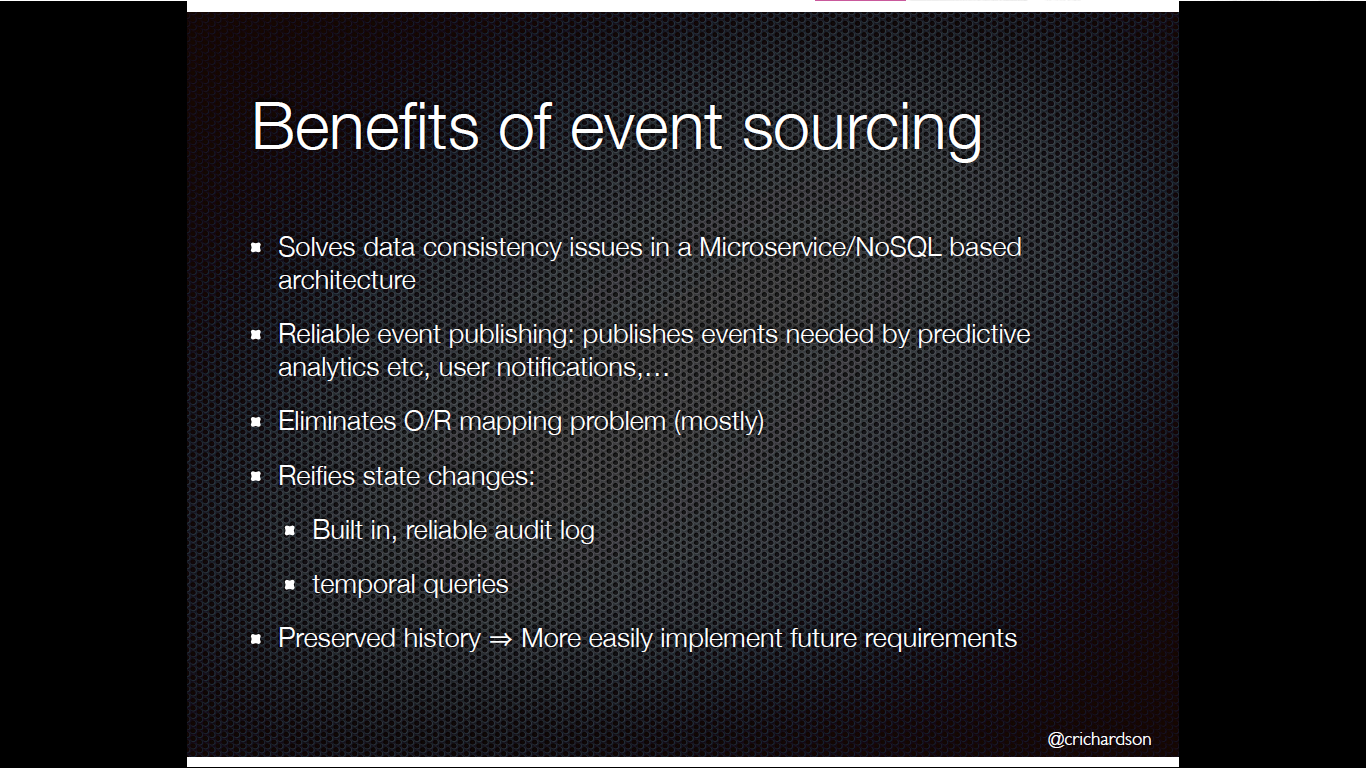 Benefits of event sourcing
Solves data consistency issues in a Microservice/NoSQL based
architecture
Reliable event publishing: publishes events needed by predictive
analytics etc, user notifications,…
Eliminates O/R mapping problem (mostly)
Reifies state changes:
Built in, reliable audit log
temporal queries
Preserved history ⇒ More easily implement future requirements
@crichardson